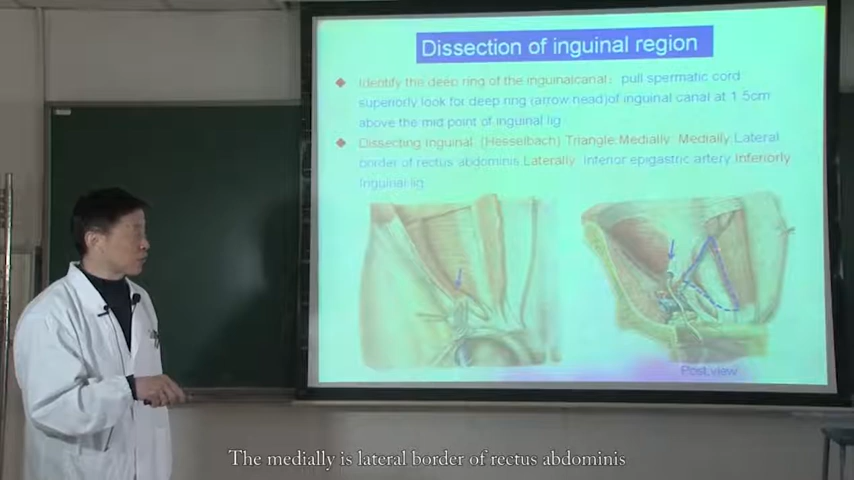 Dissection of inguinal region
Identify the deep ring of the inguinalcanal: pull spermatic cord
superiorly look for deep ring (arrow head)of inguinal canal at 1.5cm
above the mid point of inguinal lig
Dissecting Inguinal (Hesselbach) Triangle:Medially: Medially:Lateral
border of rectus abdominis Laterally: Inferior epigastric artery Inferiorly
Inguinal lig
Post. view
The medially is lateral border of rectus abdominis